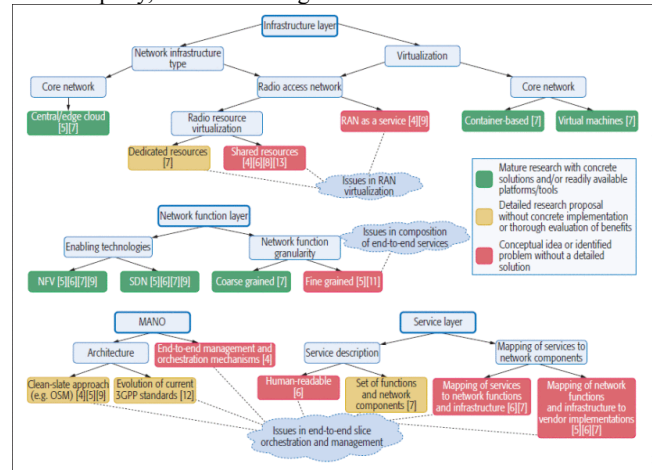 Infrastructure layer
Network infrastructure
type
Virtualization
Core network
Radio access network
Core network
Central/edge cloud
[5][7]
Radio resource
virtualization
RAN as a service [4][9]
Container-based [7]
Virtual machines [7]
Dedicated resources
[7]
Shared resources
[4][6][8][13]
Issues in RAN
virtualization
Mature research with concrete
solutions and/or readily available
platforms/tools
Detailed research proposal
without concrete implementation
or thorough evaluation of benefits
Conceptual idea or identified
problem without a detailed
solution
Network function layer
Issues in composition
of end-to-end services
Enabling technologies
Network function
granularity
NFV [5][6][7][9]
SDN [5][6][7][9]
Coarse grained [7]
Fine grained [5][11]
MANO
Service layer
Architecture
End-to-end management and
orchestration mechanisms [4]
Service description
Mapping of services to
network components
Clean-slate approach
(e.g. OSM) [4][5][9]
Evolution of current
3GPP standards [12]
Human-readable
[6]
Set of functions
and network
components [7]
Mapping of services
to network functions
and infrastructure [6][7]
Mapping of network
functions
and infrastructure to
vendor implementations
[5][6][7]
Issues in end-to-end slice
orchestration and management